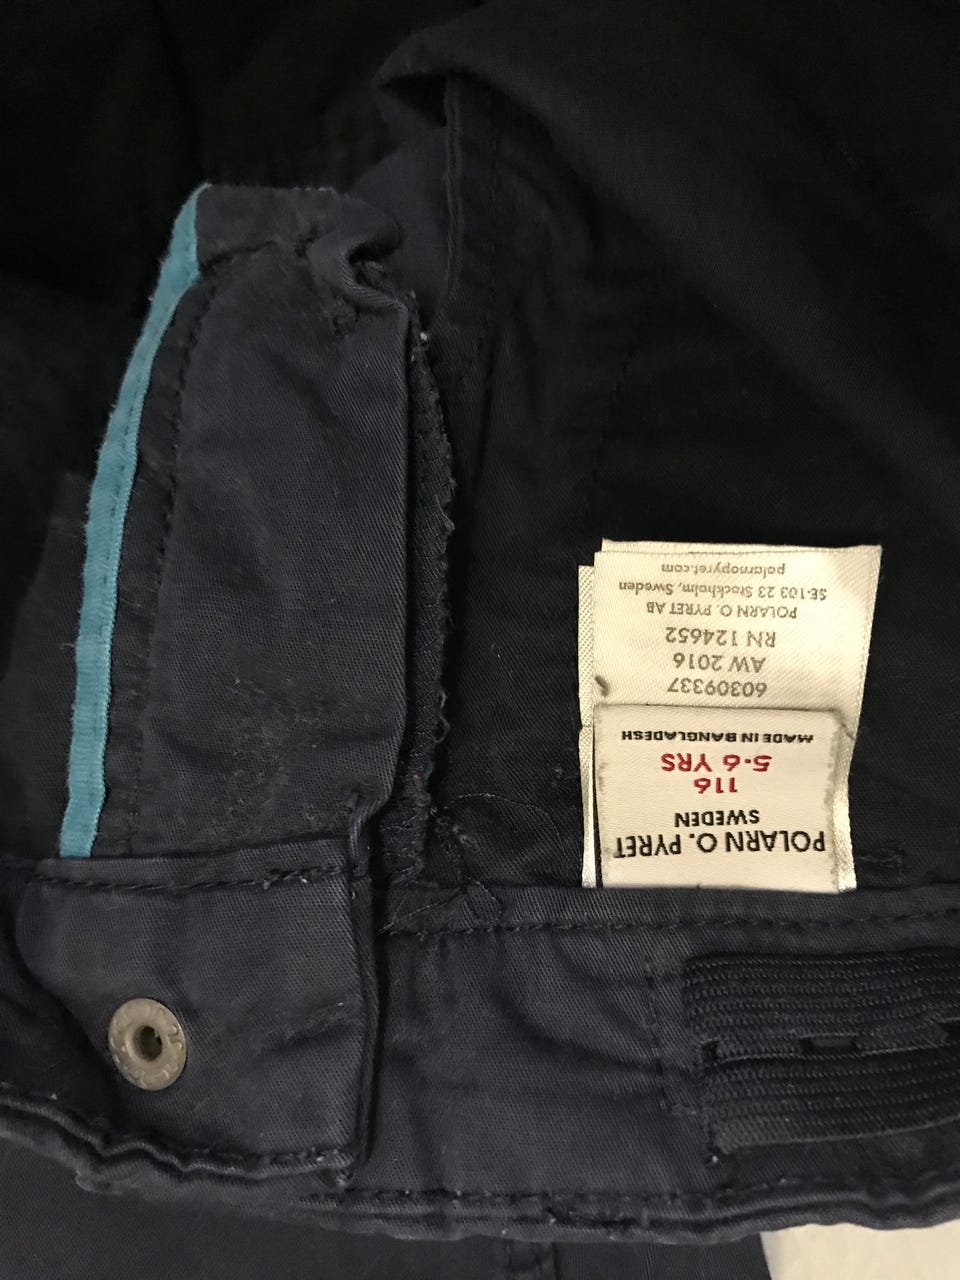 POLARN O. PYRET
SWEDEN
116
5-6 YRS
MADE IN BANGLADESH
60309337
AW 2016
RN 124652
POLARN O. PYRET AB
SE-103 23 Stockholm, Sweden
polarnopyret.com